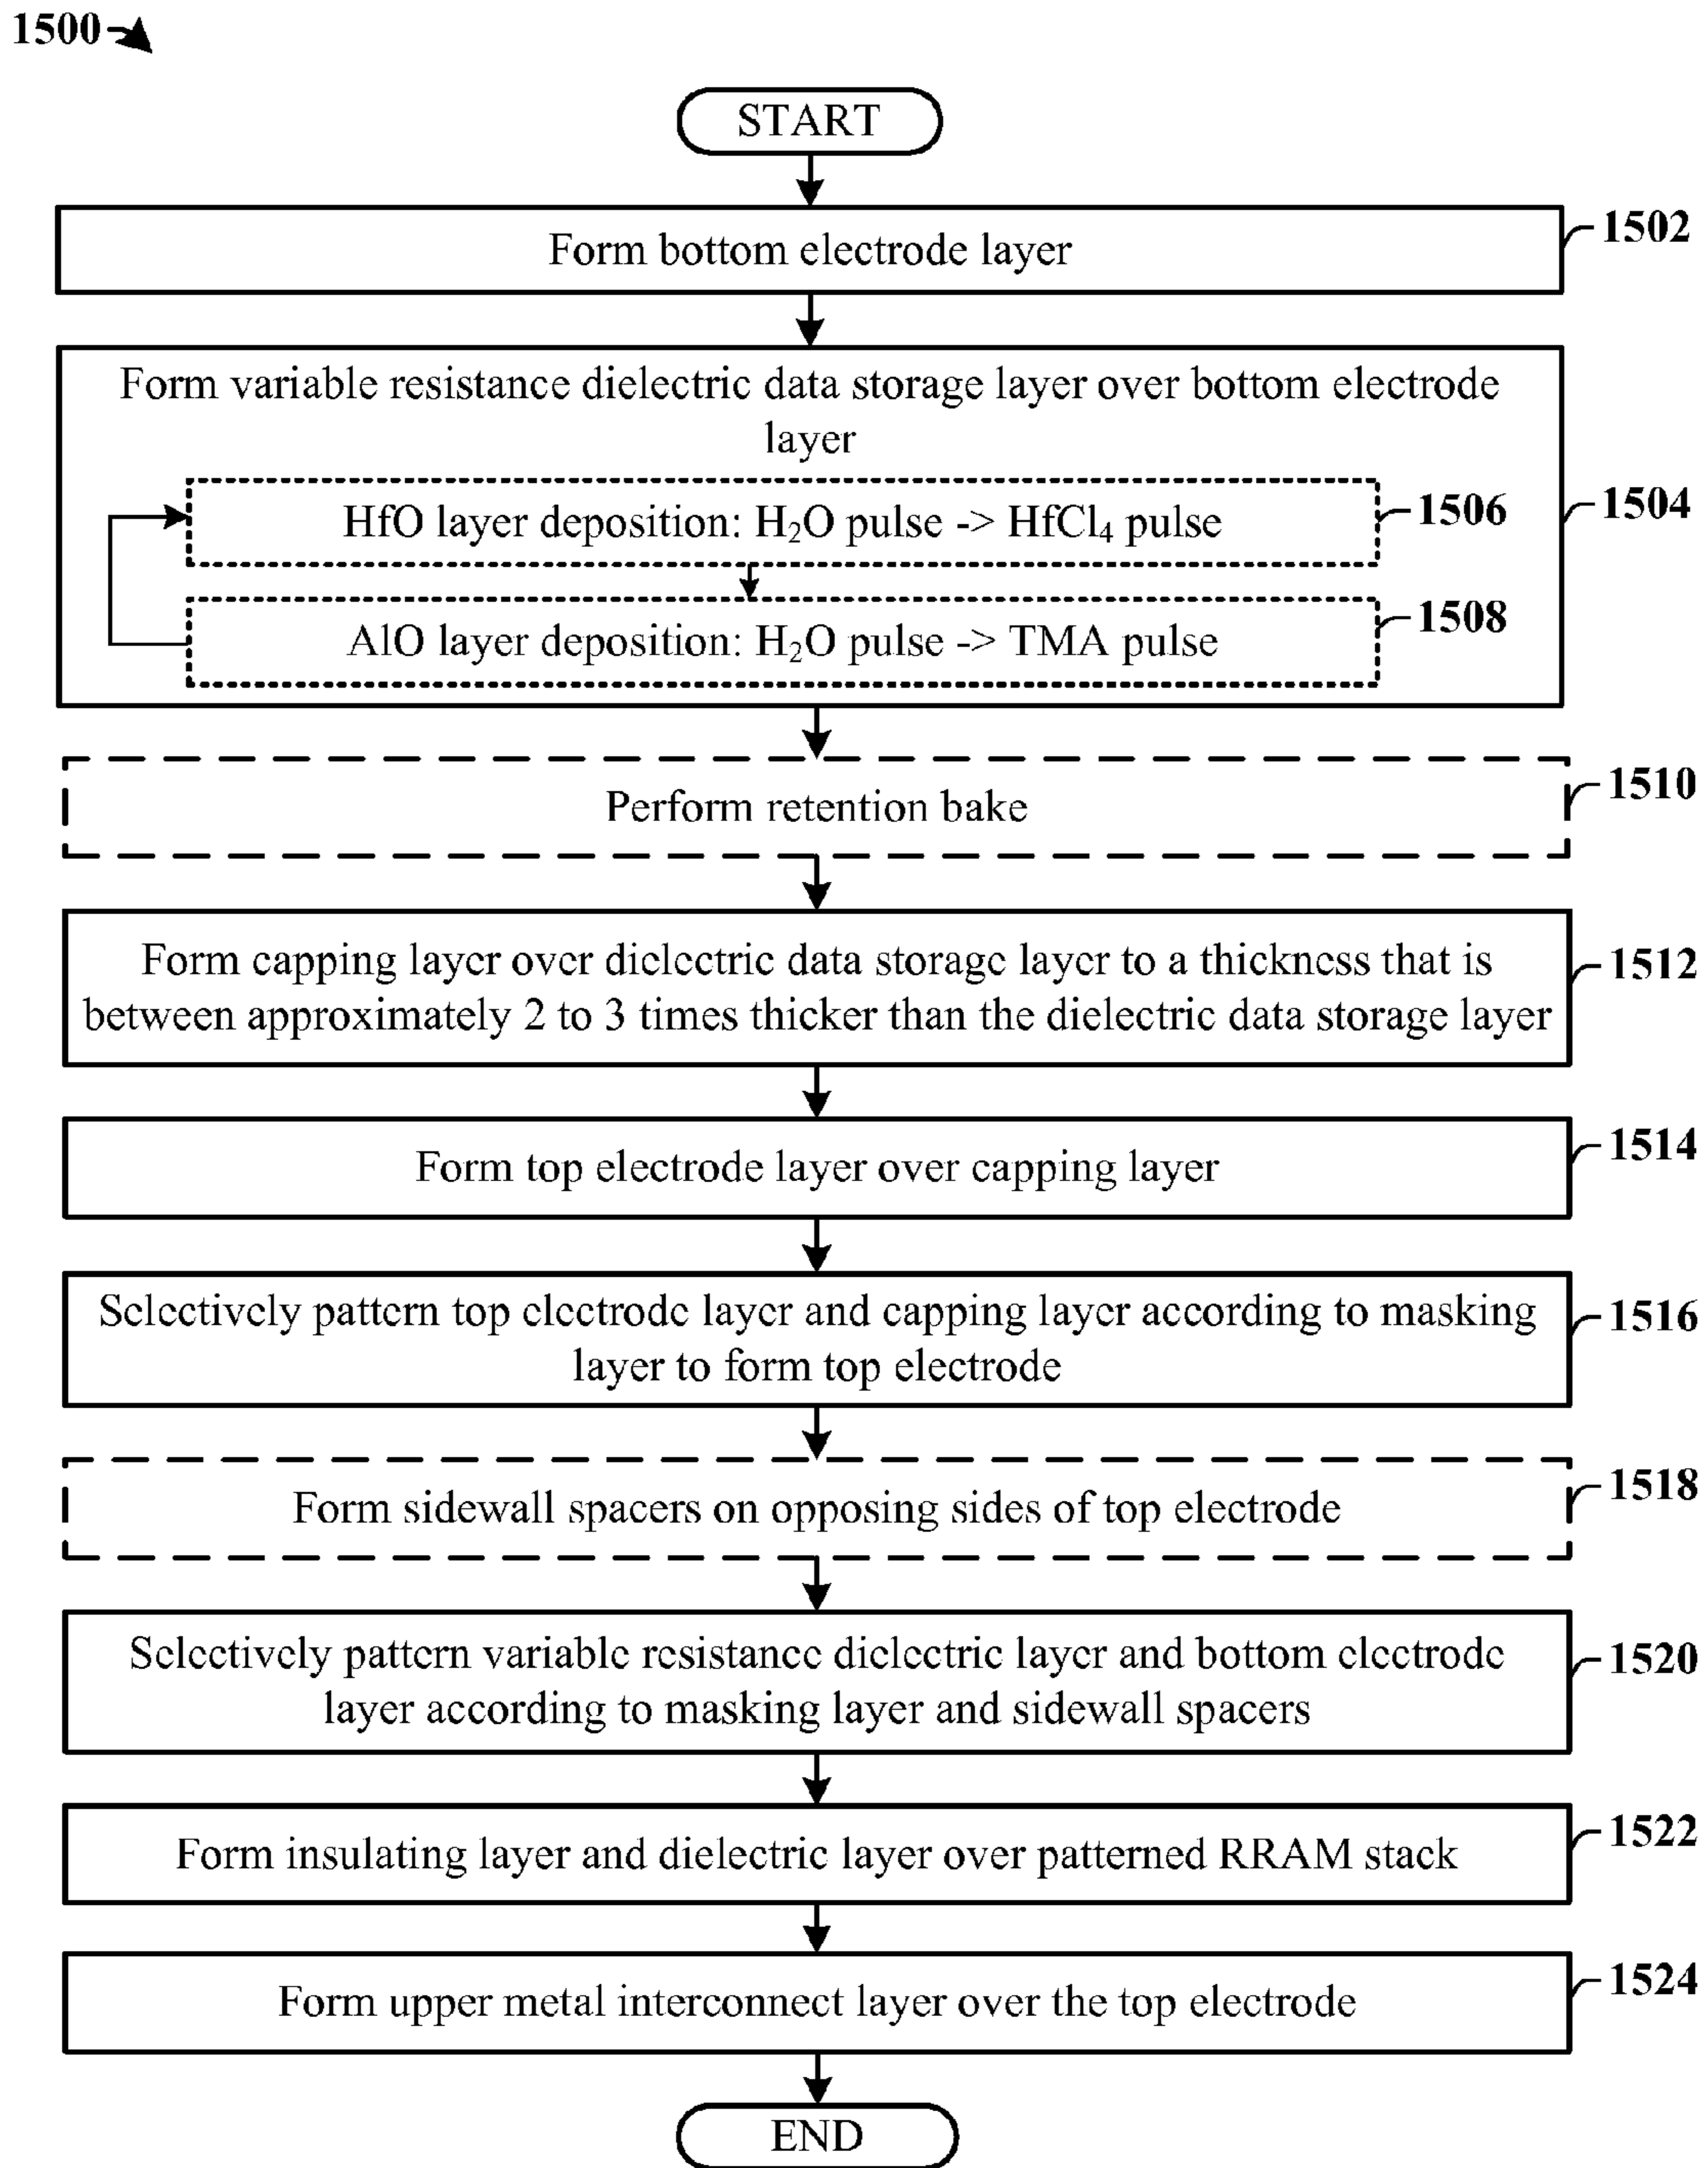 1500
START
Form bottom electrode layer
1502
Form variable resistance dielectric data storage layer over bottom electrode
layer
1504
HfO layer deposition: H₂O pulse -> HfCl₄ pulse
1506
AlO layer deposition: H₂O pulse -> TMA pulse
1508
Perform retention bake
1510
Form capping layer over dielectric data storage layer to a thickness that is
between approximately 2 to 3 times thicker than the dielectric data storage layer
1512
Form top electrode layer over capping layer
1514
Selectively pattern top electrode layer and capping layer according to masking
layer to form top electrode
1516
Form sidewall spacers on opposing sides of top electrode
1518
Selectively pattern variable resistance dielectric layer and bottom electrode
layer according to masking layer and sidewall spacers
1520
Form insulating layer and dielectric layer over patterned RRAM stack
1522
Form upper metal interconnect layer over the top electrode
1524
END